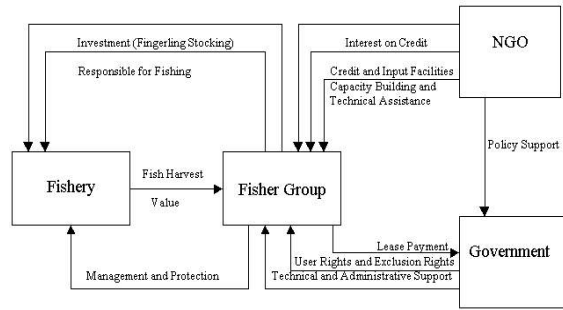 Investment (Fingerling Stocking)
Interest on Credit
NGO
Responsible for Fishing
Credit and Input Facilities
Capacity Building and
Technical Assistance
Policy Support
Fishery
Fish Harvest
Value
Fisher Group
Lease Payment
Government
User Rights and Exclusion Rights
Management and Protection
Technical and Administrative Support